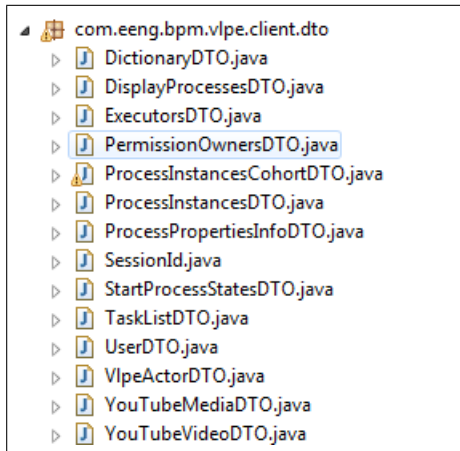 com.eeng.bpm.vlpe.client.dto
DictionaryDTO.java
DisplayProcessesDTO.java
ExecutorsDTO.java
PermissionOwnersDTO.java
ProcessInstancesCohortDTO.java
ProcessInstancesDTO.java
ProcessPropertiesInfoDTO.java
SessionId.java
StartProcessStatesDTO.java
TaskListDTO.java
UserDTO.java
VlpeActorDTO.java
YouTubeMediaDTO.java
YouTubeVideoDTO.java